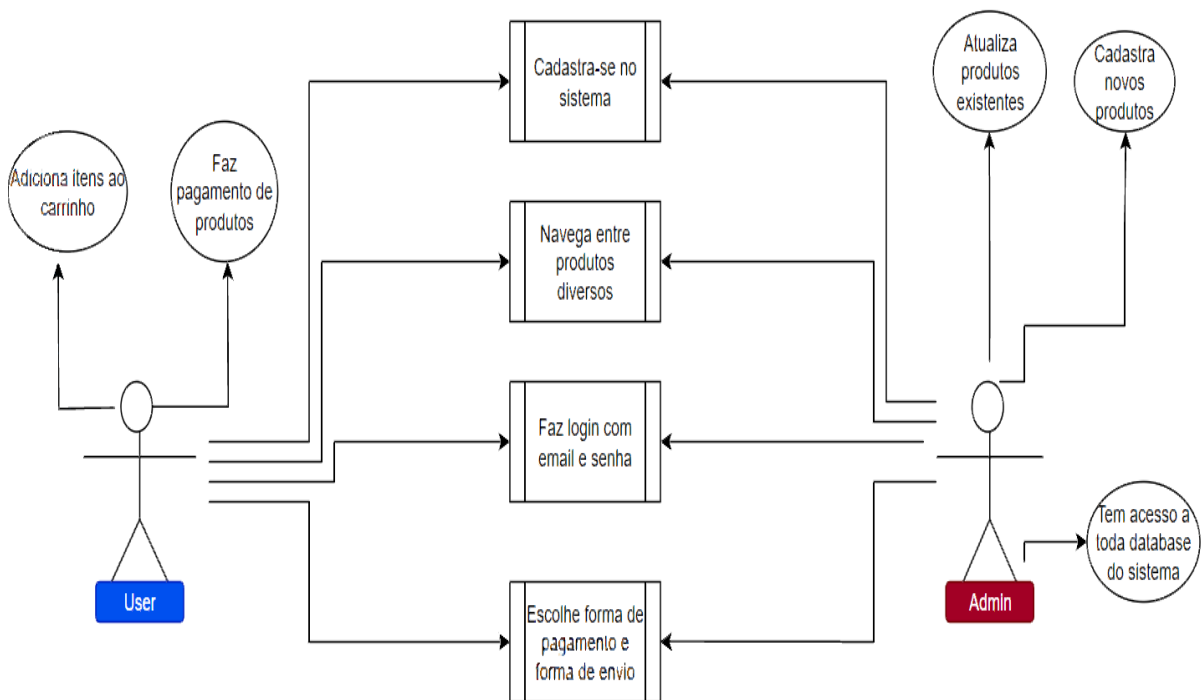 Cadastra-se no
sistema
Atualiza
produtos
existentes
Cadastra
novos
produtos
Adiciona itens ao
carrinho
Faz
pagamento de
produtos
Navega entre
produtos
diversos
Faz login com
email e senha
Tem acesso a
toda database
do sistema
User
Admin
Escolhe forma de
pagamento e
forma de envio